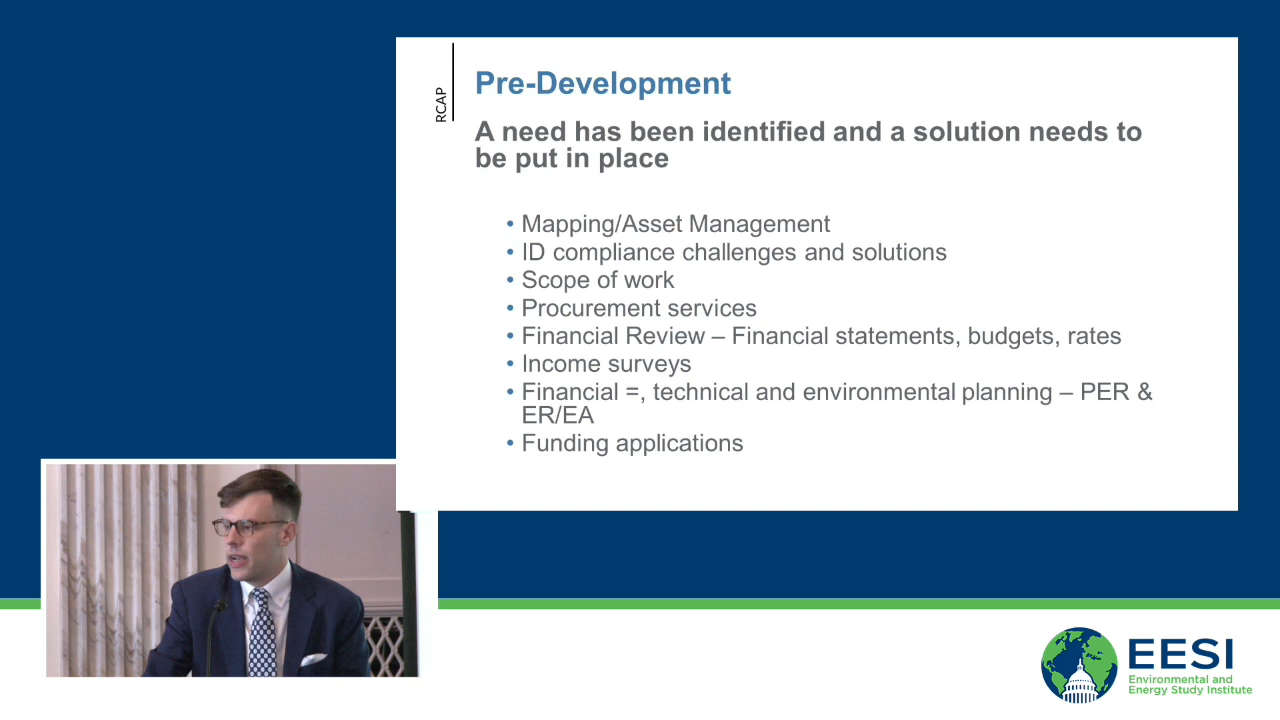 RCAP
Pre-Development
A need has been identified and a solution needs to
be put in place
• Mapping/Asset Management
• ID compliance challenges and solutions
• Scope of work
• Procurement services
• Financial Review – Financial statements, budgets, rates
• Income surveys
• Financial =, technical and environmental planning – PER &
ER/EA
• Funding applications
EESI
Environmental and
Energy Study Institute